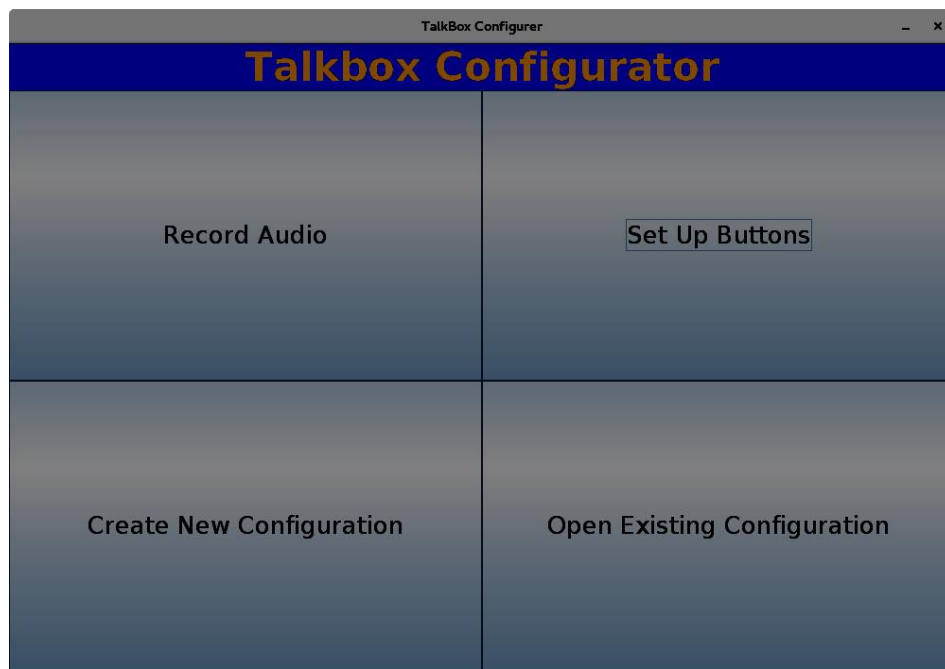 TalkBox Configurer
Talkbox Configurator
Record Audio
Set Up Buttons
Create New Configuration
Open Existing Configuration